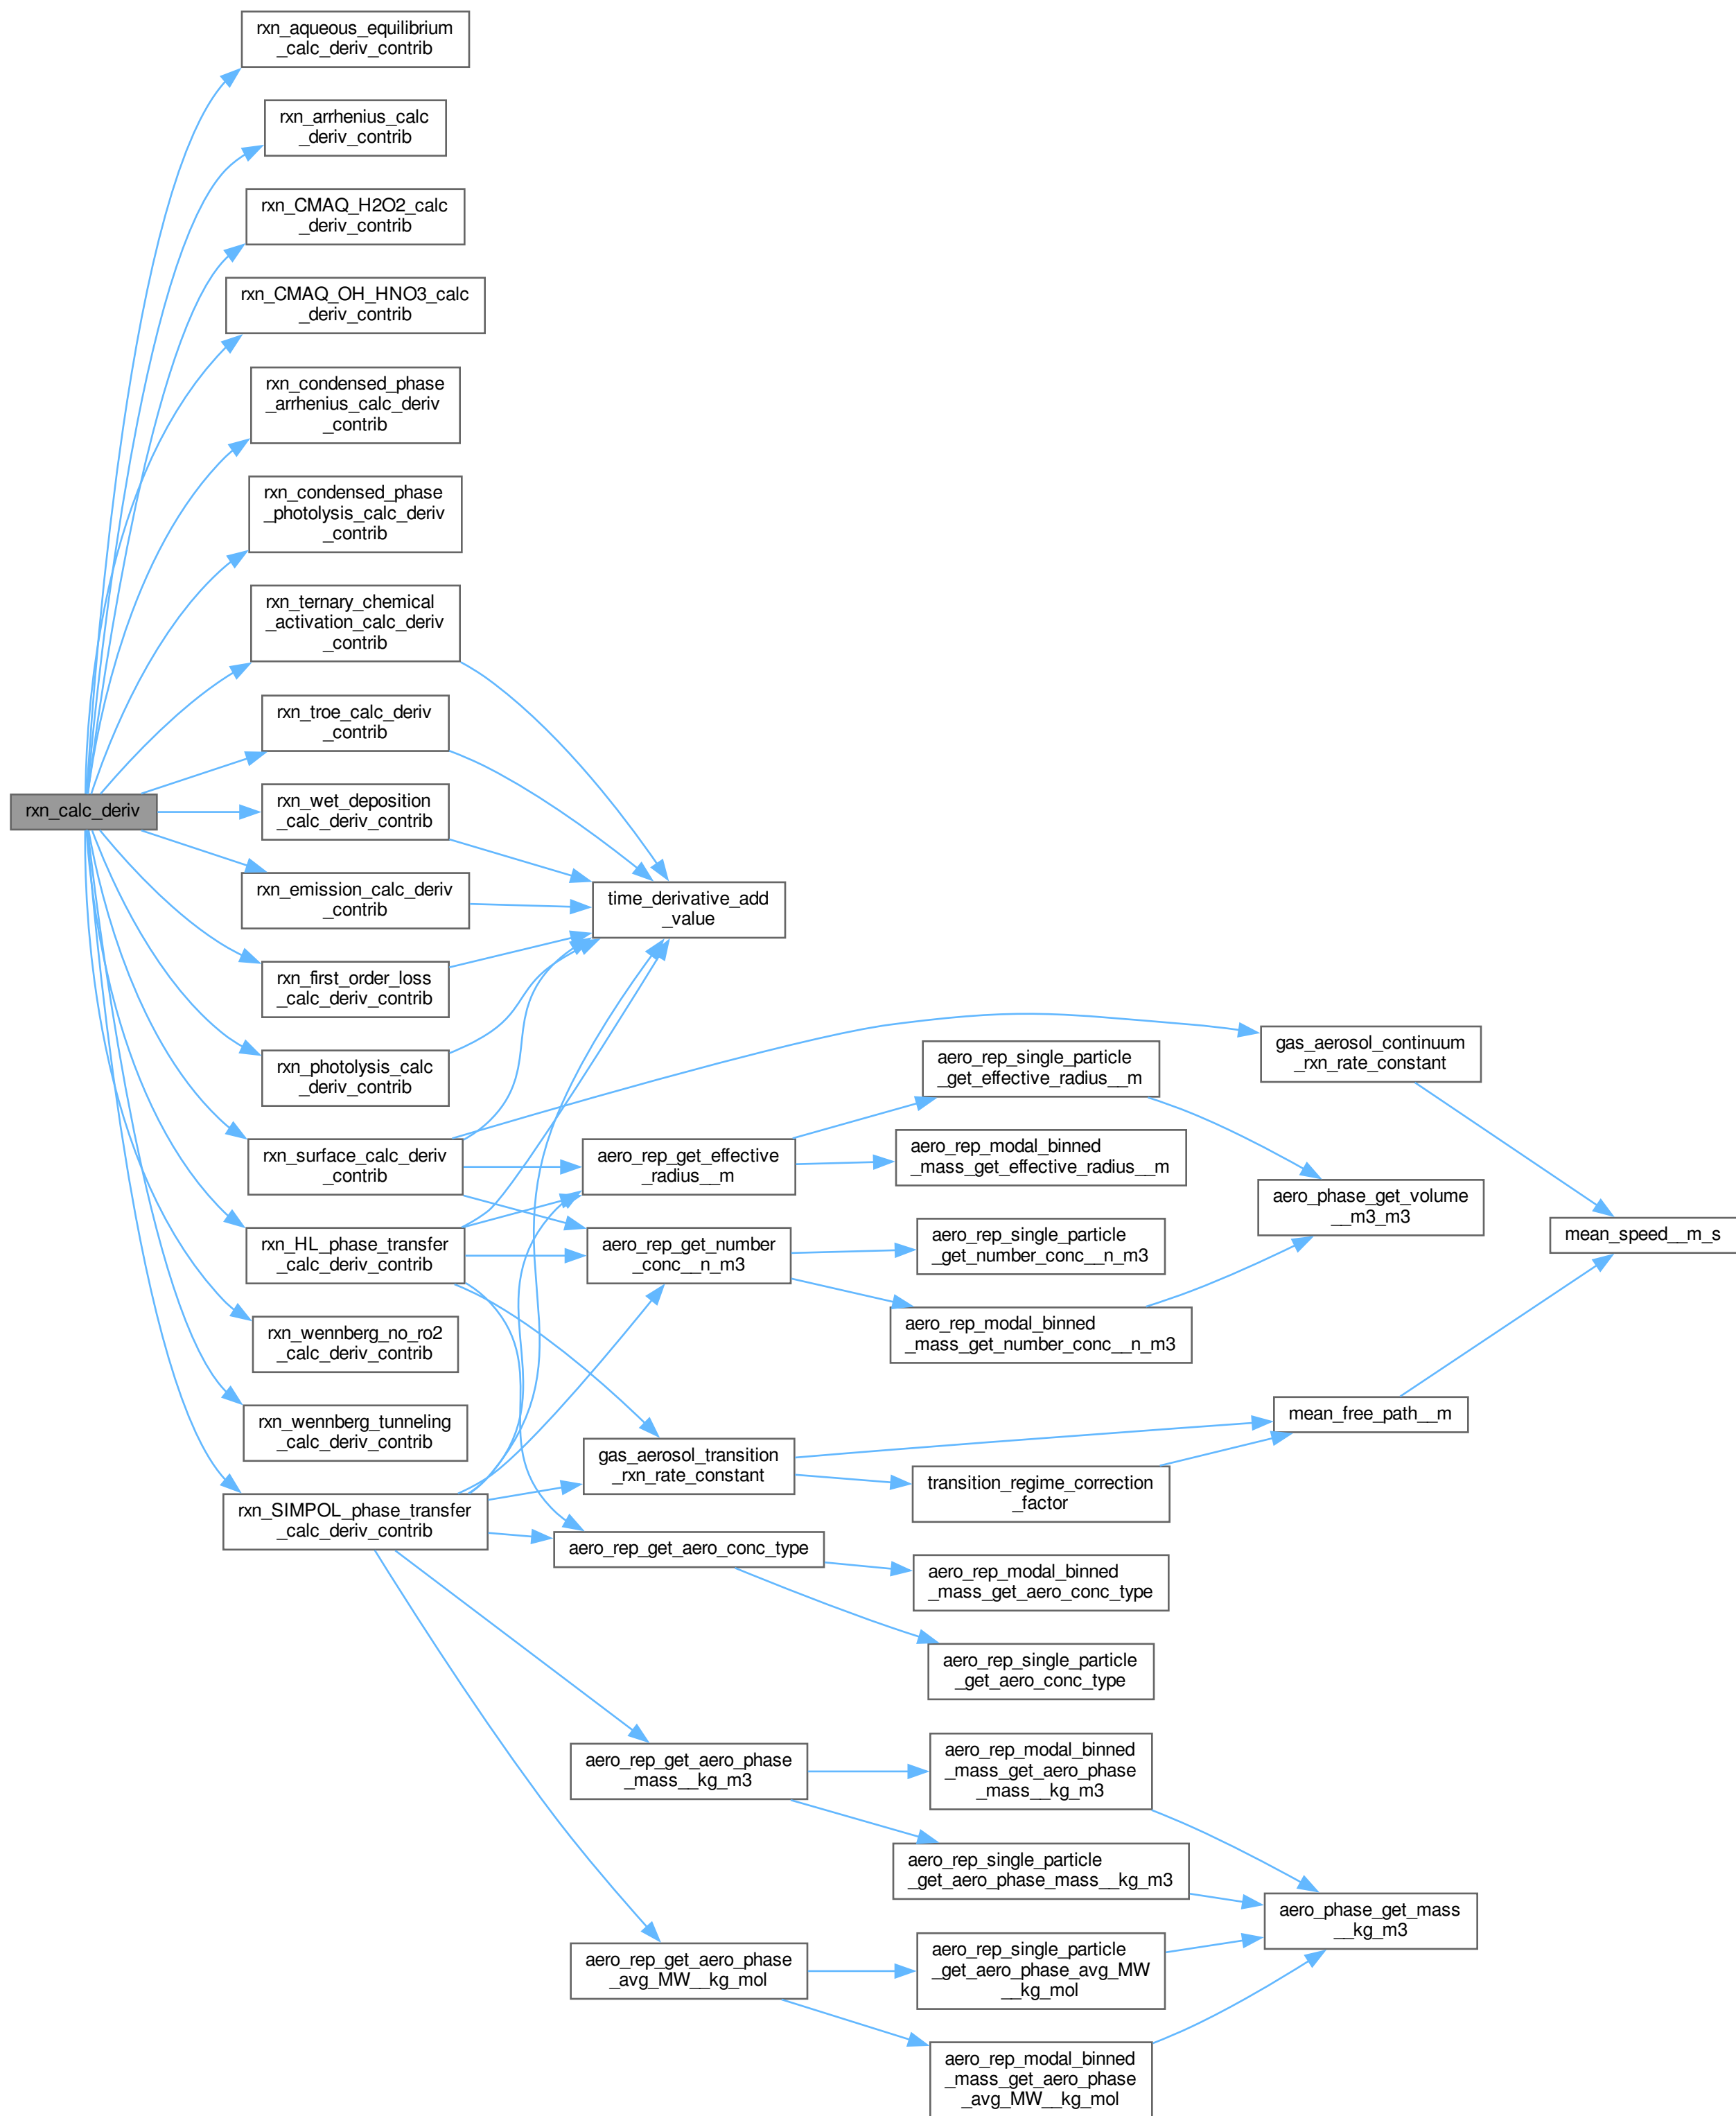 rxn_calc_deriv
rxn_aqueous_equilibrium
_calc_deriv_contrib
rxn_arrhenius_calc
_deriv_contrib
rxn_CMAQ_H2O2_calc
_deriv_contrib
rxn_CMAQ_OH_HNO3_calc
_deriv_contrib
rxn_condensed_phase
_arrhenius_calc_deriv
_contrib
rxn_condensed_phase
_photolysis_calc_deriv
_contrib
rxn_ternary_chemical
_activation_calc_deriv
_contrib
rxn_troe_calc_deriv
_contrib
rxn_wet_deposition
_calc_deriv_contrib
rxn_emission_calc_deriv
_contrib
rxn_first_order_loss
_calc_deriv_contrib
rxn_photolysis_calc
_deriv_contrib
rxn_surface_calc_deriv
_contrib
rxn_HL_phase_transfer
_calc_deriv_contrib
rxn_wennberg_no_ro2
_calc_deriv_contrib
rxn_wennberg_tunneling
_calc_deriv_contrib
rxn_SIMPOL_phase_transfer
_calc_deriv_contrib
time_derivative_add
_value
aero_rep_get_effective
_radius__m
aero_rep_get_number
_conc__n_m3
gas_aerosol_transition
_rxn_rate_constant
aero_rep_get_aero_conc_type
aero_rep_get_aero_phase
_mass__kg_m3
aero_rep_get_aero_phase
_avg_MW__kg_mol
aero_rep_single_particle
_get_effective_radius__m
aero_rep_modal_binned
_mass_get_effective_radius__m
aero_rep_single_particle
_get_number_conc__n_m3
aero_rep_modal_binned
_mass_get_number_conc__n_m3
transition_regime_correction
_factor
aero_rep_modal_binned
_mass_get_aero_conc_type
aero_rep_single_particle
_get_aero_conc_type
aero_rep_modal_binned
_mass_get_aero_phase
_mass__kg_m3
aero_rep_single_particle
_get_aero_phase_mass__kg_m3
aero_rep_single_particle
_get_aero_phase_avg_MW
__kg_mol
aero_rep_modal_binned
_mass_get_aero_phase
_avg_MW__kg_mol
gas_aerosol_continuum
_rxn_rate_constant
aero_phase_get_volume
__m3_m3
mean_free_path__m
aero_phase_get_mass
__kg_m3
mean_speed__m_s